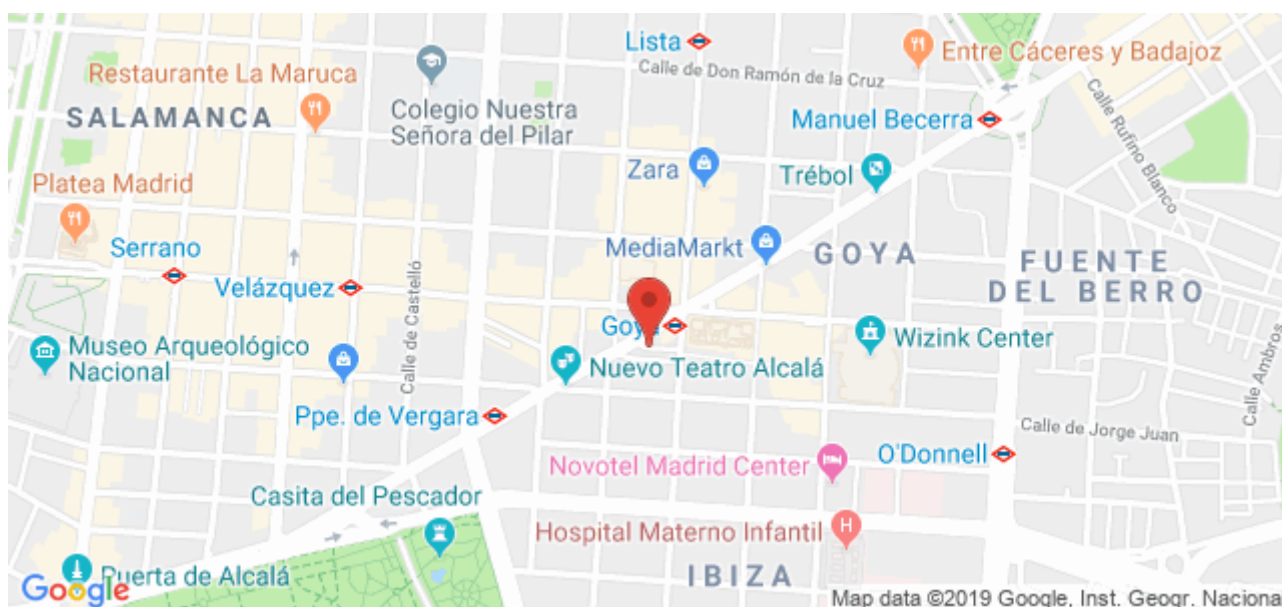 Lista
Calle de Don Ramón de la Cruz
Entre Cáceres y Badajoz
Restaurante La Maruca
Colegio Nuestra
Señora del Pilar
SALAMANCA
Manuel Becerra
Calle Rufino Blanco
Zara
Trébol
Platea Madrid
Serrano
MediaMarkt
GOYA
FUENTE
DEL BERRO
Velázquez
Calle de Castelló
Goya
Wizink Center
Museo Arqueológico
Nacional
Nuevo Teatro Alcalá
Calle Ambros
Ppe. de Vergara
Calle de Jorge Juan
O'Donnell
Novotel Madrid Center
Casita del Pescador
Hospital Materno Infantil
H
Puerta de Alcalá
IBIZA
Google
Map data ©2019 Google, Inst. Geogr. Naciona